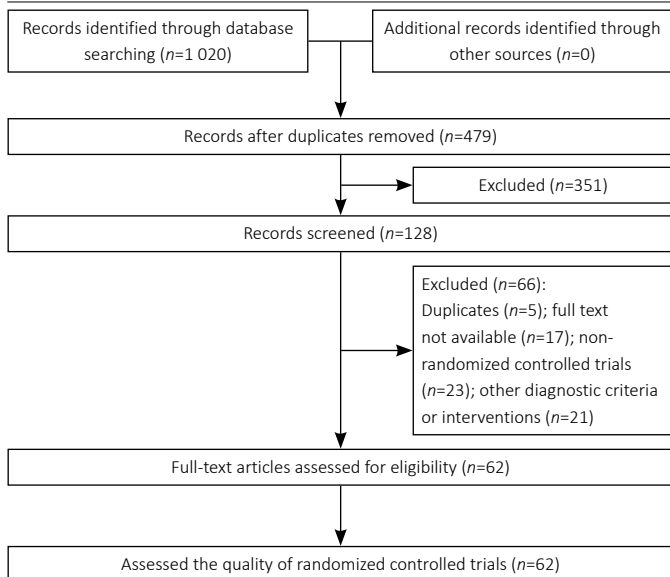 Records identified through database
searching (n=1 020)
Additional records identified through
other sources (n=0)
Records after duplicates removed (n=479)
Excluded (n=351)
Records screened (n=128)
Excluded (n=66):
Duplicates (n=5); full text
not available (n=17); non-
randomized controlled trials
(n=23); other diagnostic criteria
or interventions (n=21)
Full-text articles assessed for eligibility (n=62)
Assessed the quality of randomized controlled trials (n=62)